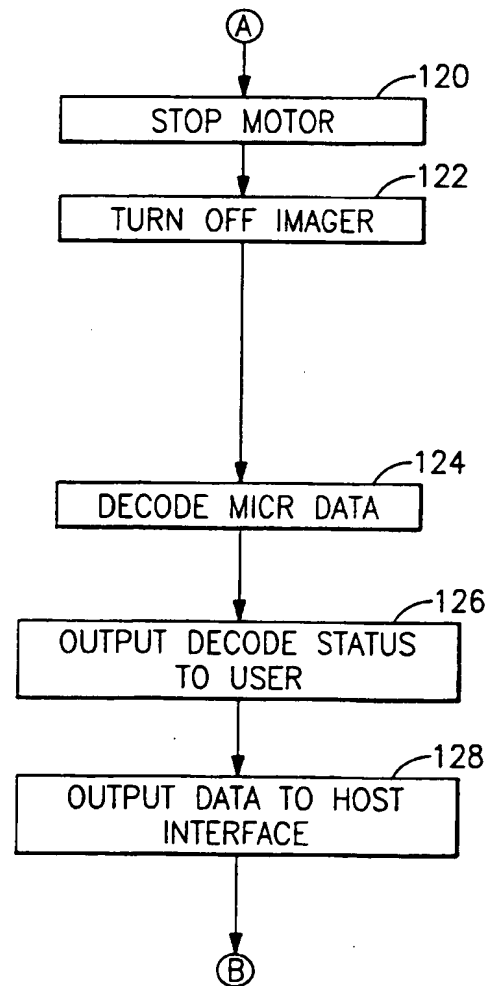 A
120
STOP MOTOR
122
TURN OFF IMAGER
124
DECODE MICR DATA
126
OUTPUT DECODE STATUS
TO USER
128
OUTPUT DATA TO HOST
INTERFACE
B